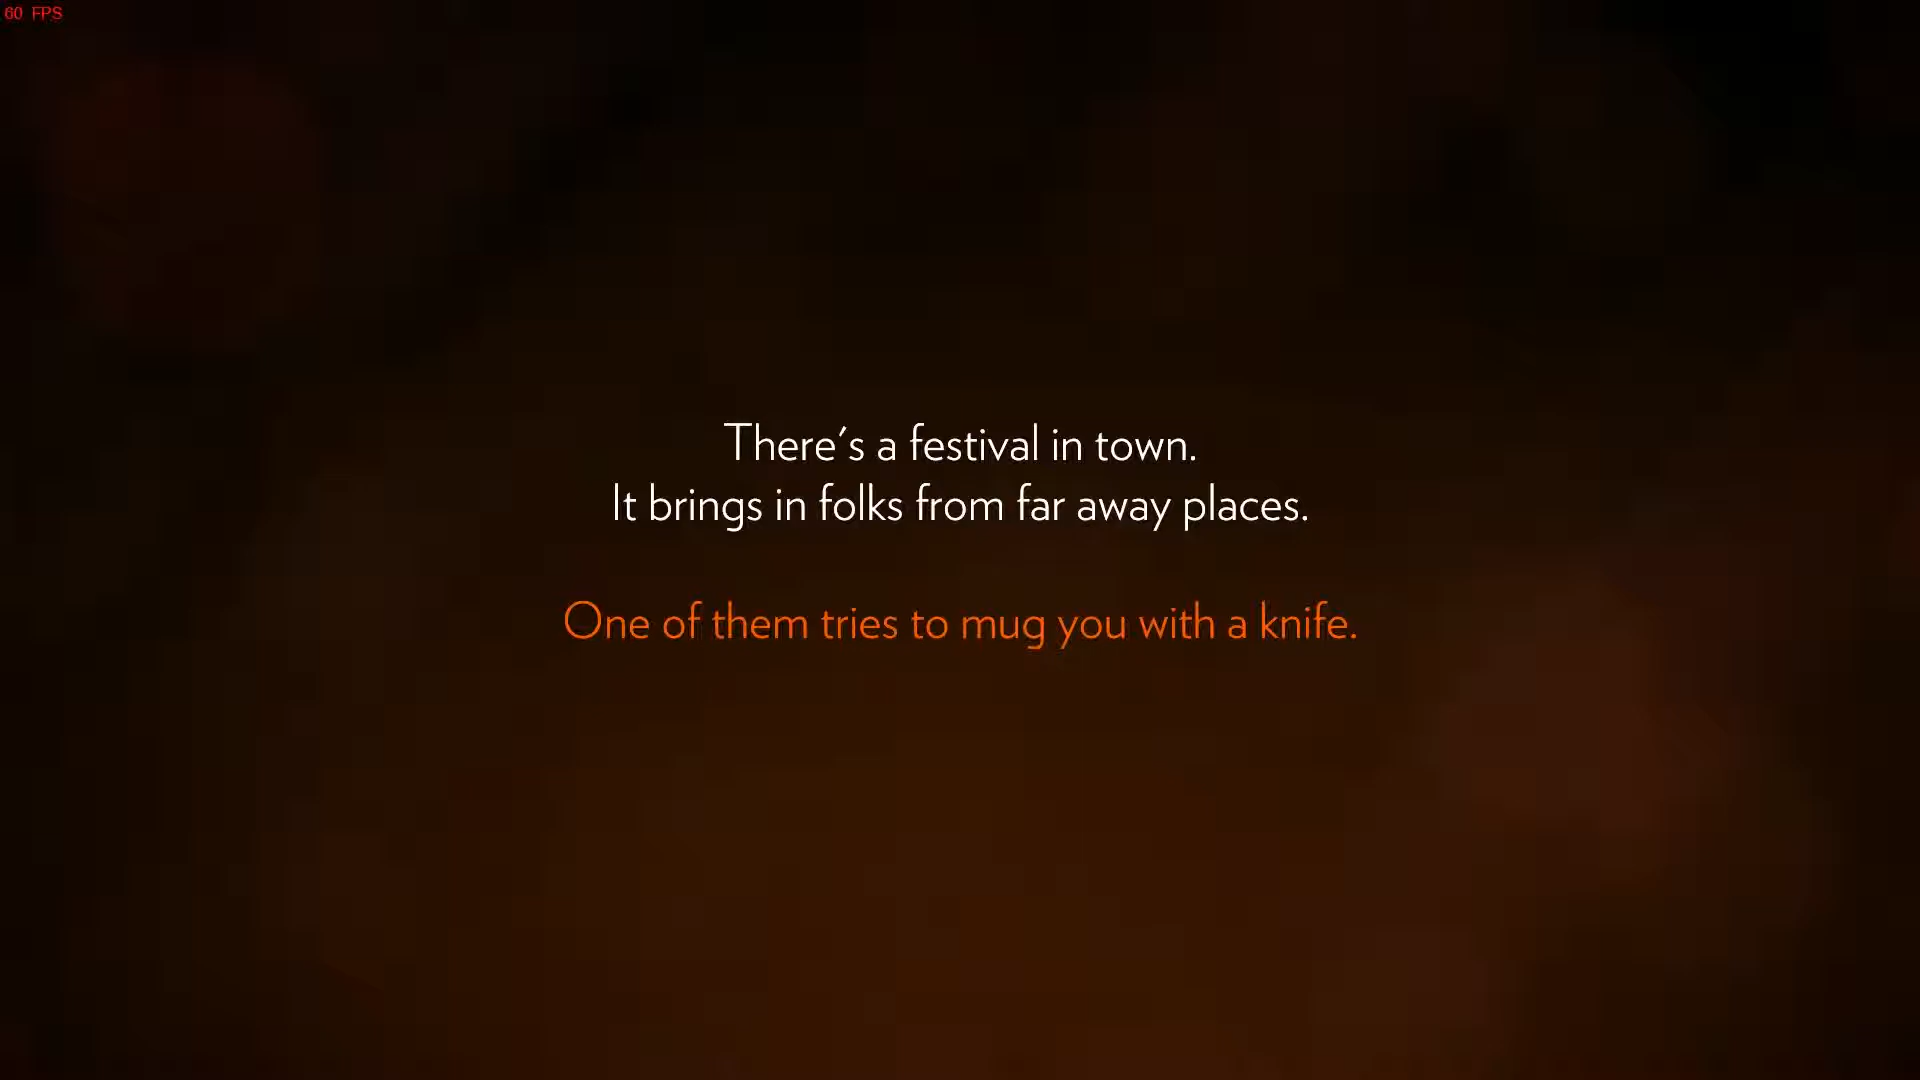 60 FPS
There's a festival in town.
It brings in folks from far away places.
One of them tries to mug you with a knife.